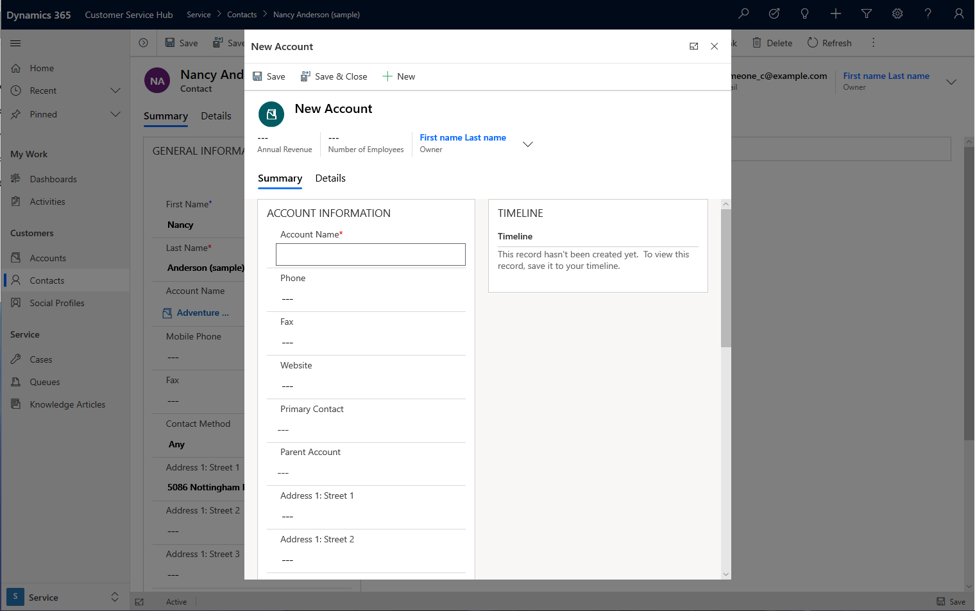 Dynamics 365 Customer Service Hub Service > Contacts > Nancy Anderson (sample)
Home
Recent
Pinned
My Work
Dashboards
Activities
Customers
Accounts
Contacts
Social Profiles
Service
Cases
Queues
Knowledge Articles
S Service
Save Save
Delete Refresh
NA Nancy And
Contact
meone_c@example.com
ail
First name Last name
Owner
Summary Details
GENERAL INFORMA
First Name*
Nancy
Last Name*
Anderson (sample)
Account Name
Adventure ...
Mobile Phone
---
Fax
---
Contact Method
Any
Address 1: Street 1
5086 Nottingham
Address 1: Street 2
---
Address 1: Street 3
---
Active
Save
New Account
Save Save & Close New
New Account
---
Annual Revenue
---
Number of Employees
First name Last name
Owner
Summary Details
ACCOUNT INFORMATION
Account Name*
Phone
---
Fax
---
Website
---
Primary Contact
---
Parent Account
---
Address 1: Street 1
---
Address 1: Street 2
---
TIMELINE
Timeline
This record hasn't been created yet. To view this
record, save it to your timeline.